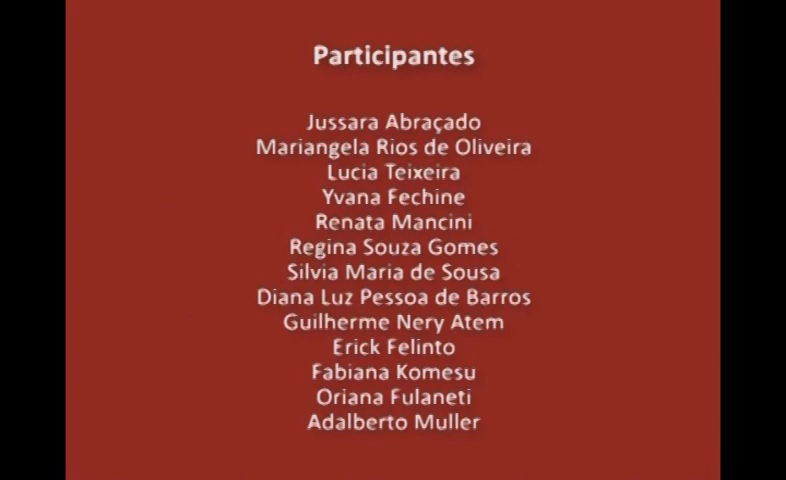 Participantes
Jussara Abraçado
Mariangela Rios de Oliveira
Lucia Teixeira
Yvana Fechine
Renata Mancini
Regina Souza Gomes
Silvia Maria de Sousa
Diana Luz Pessoa de Barros
Guilherme Nery Atem
Erick Felinto
Fabiana Komesu
Oriana Fulaneti
Adalberto Muller